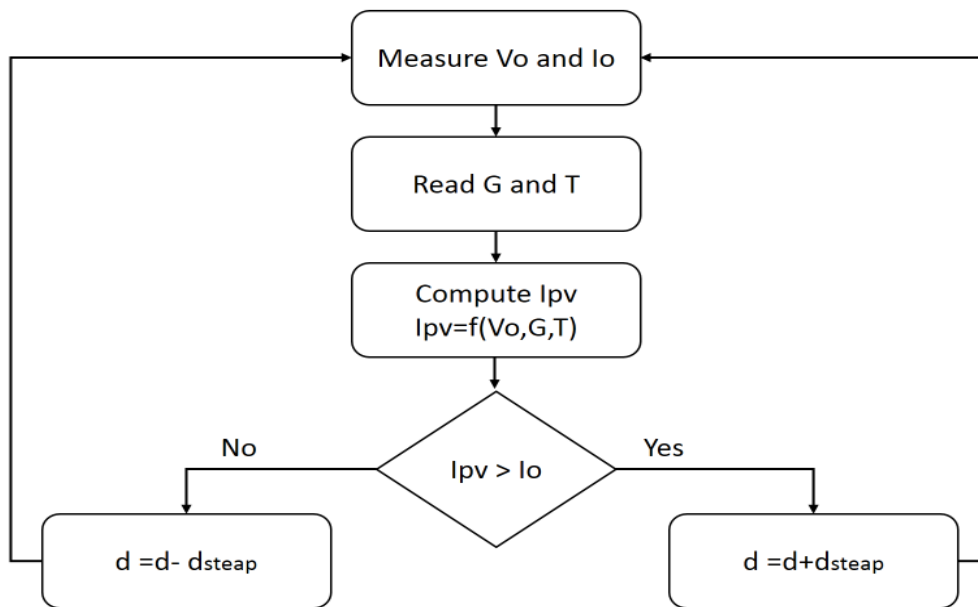 Measure Vo and Io
Read G and T
Compute Ipv
Ipv=f(Vo,G,T)
No
Ipv > Io
Yes
d =d- dsteap
d =d+dsteap